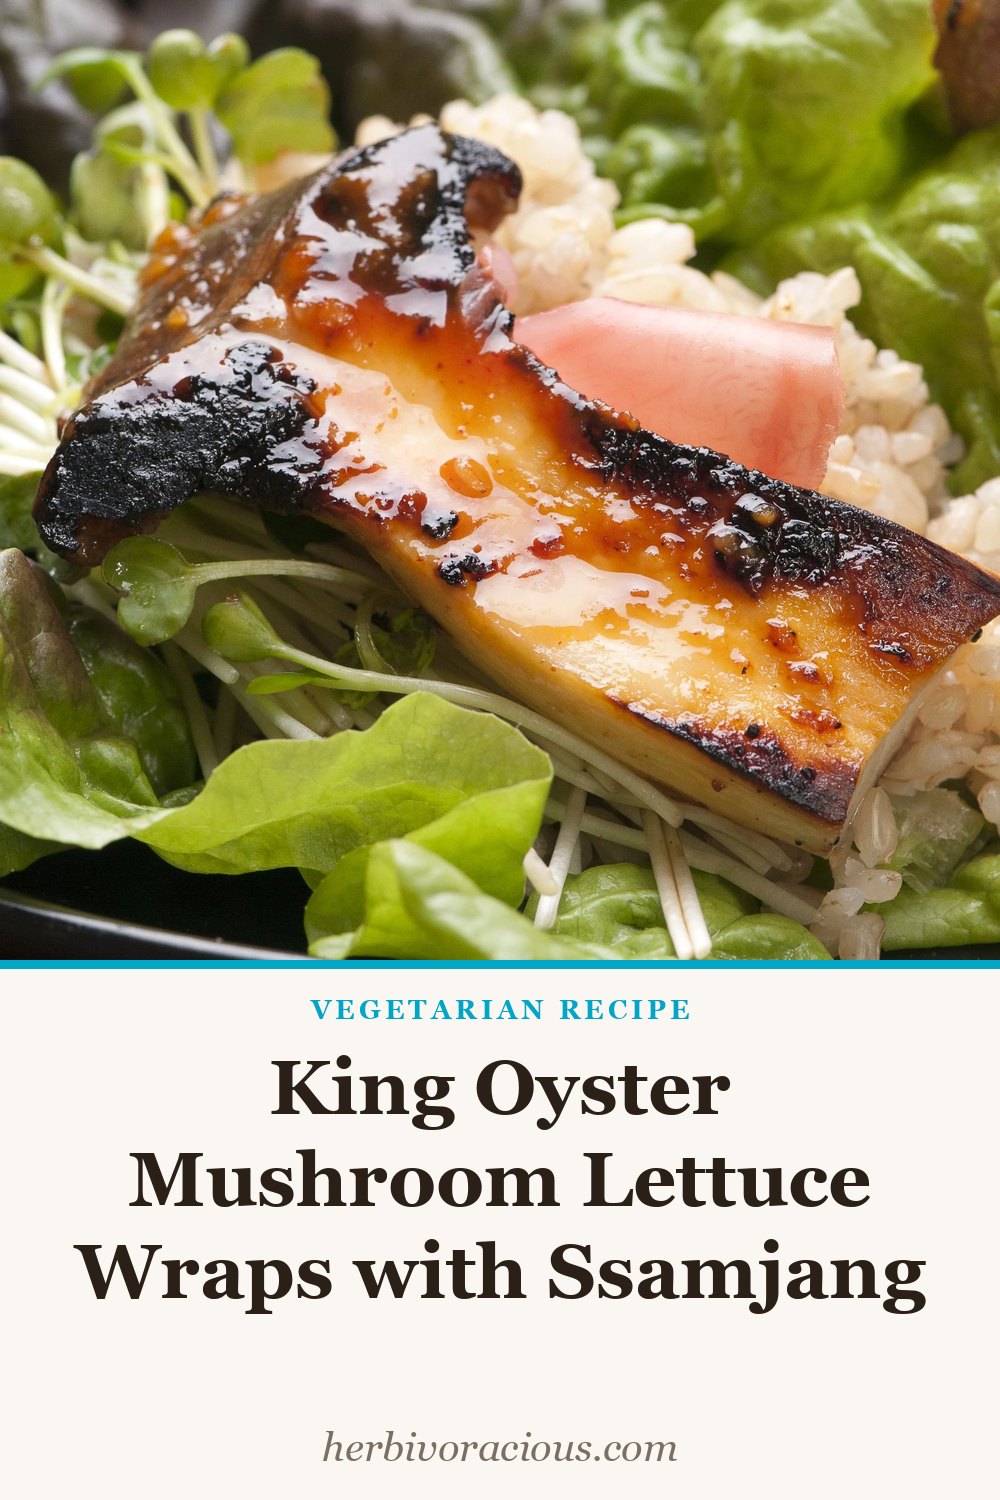 VEGETARIAN RECIPE
King Oyster
Mushroom Lettuce
Wraps with Ssamjang
herbivoracious.com